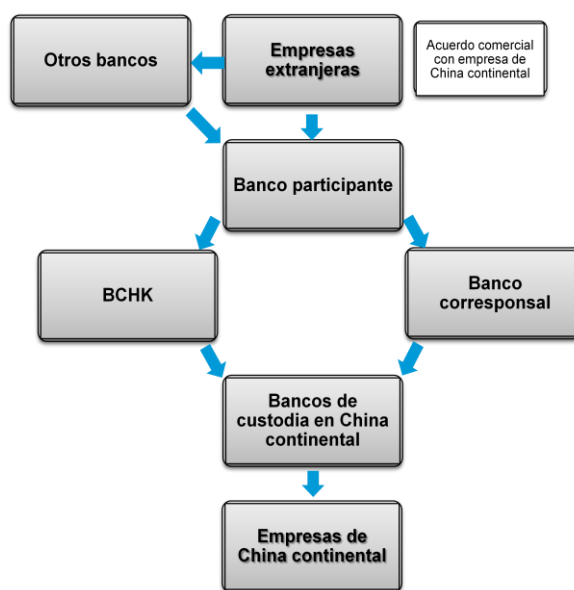 Otros bancos
Empresas
extranjeras
Acuerdo comercial
con empresa de
China continental
Banco participante
BCHK
Banco
corresponsal
Bancos de
custodia en China
continental
Empresas de
China continental